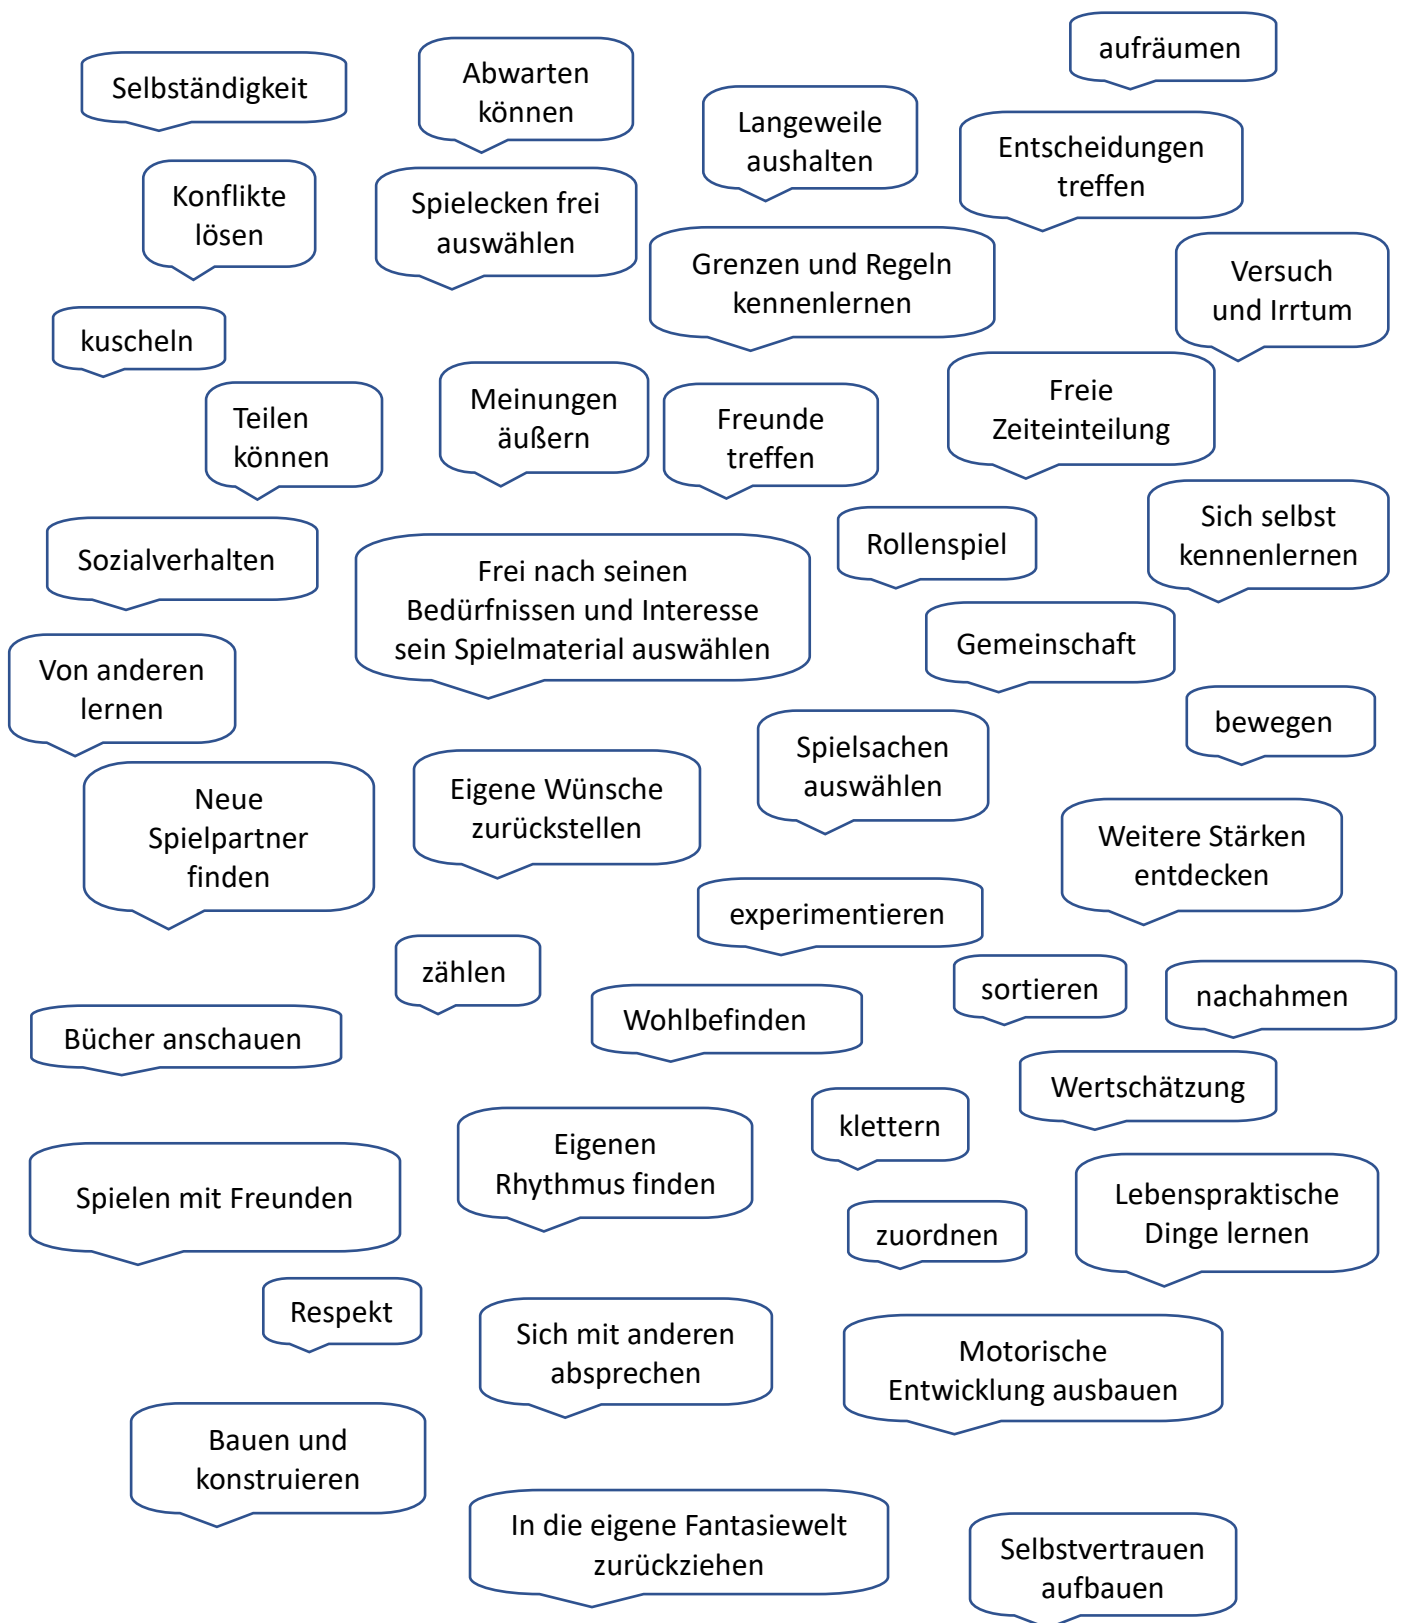 aufräumen
Selbständigkeit
Abwarten
können
Langeweile
aushalten
Entscheidungen
treffen
Konflikte
lösen
Spielecken frei
auswählen
Grenzen und Regeln
kennenlernen
Versuch
und Irrtum
kuscheln
Teilen
können
Meinungen
äußern
Freunde
treffen
Freie
Zeiteinteilung
Sozialverhalten
Frei nach seinen
Bedürfnissen und Interesse
sein Spielmaterial auswählen
Rollenspiel
Sich selbst
kennenlernen
Gemeinschaft
Von anderen
lernen
bewegen
Spielsachen
auswählen
Neue
Spielpartner
finden
Eigene Wünsche
zurückstellen
Weitere Stärken
entdecken
experimentieren
zählen
sortieren
nachahmen
Bücher anschauen
Wohlbefinden
Wertschätzung
klettern
Eigenen
Rhythmus finden
Spielen mit Freunden
Lebenspraktische
Dinge lernen
zuordnen
Respekt
Sich mit anderen
absprechen
Motorische
Entwicklung ausbauen
Bauen und
konstruieren
In die eigene Fantasiewelt
zurückziehen
Selbstvertrauen
aufbauen